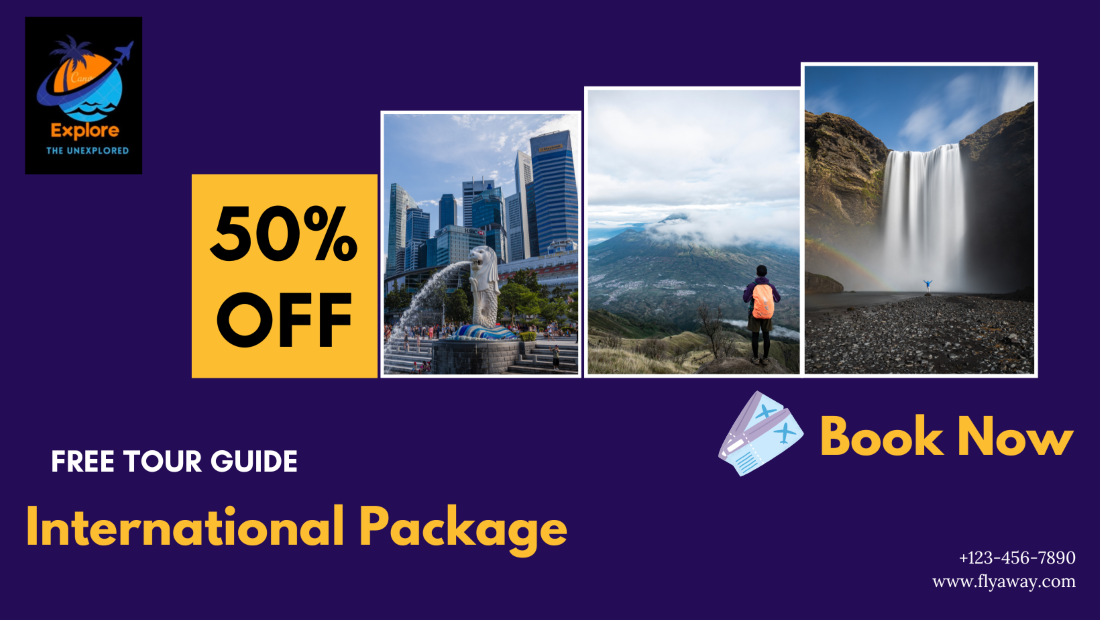 Explore
THE UNEXPLORED
50%
OFF
Book Now
FREE TOUR GUIDE
International Package
+123-456-7890
www.flyaway.com